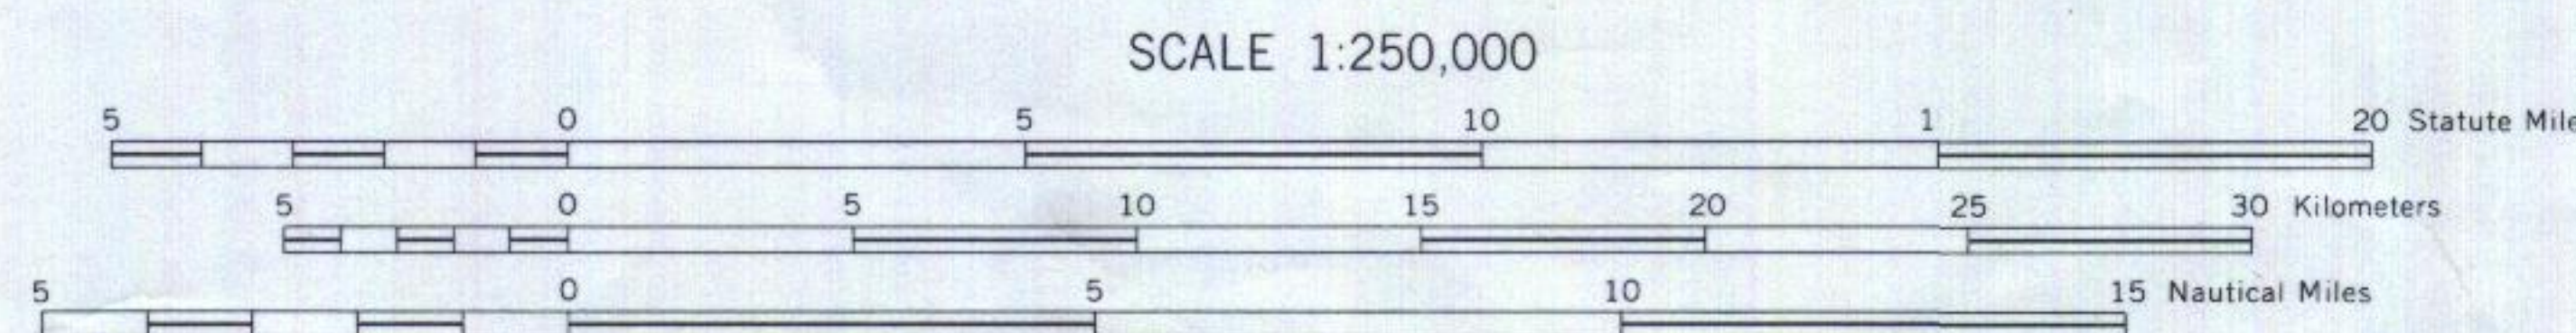 SCALE 1:250,000
5 0 5 10 1 20 Statute Mile
5 0 5 10 15 20 25 30 Kilometers
5 0 5 10 15 Nautical Miles